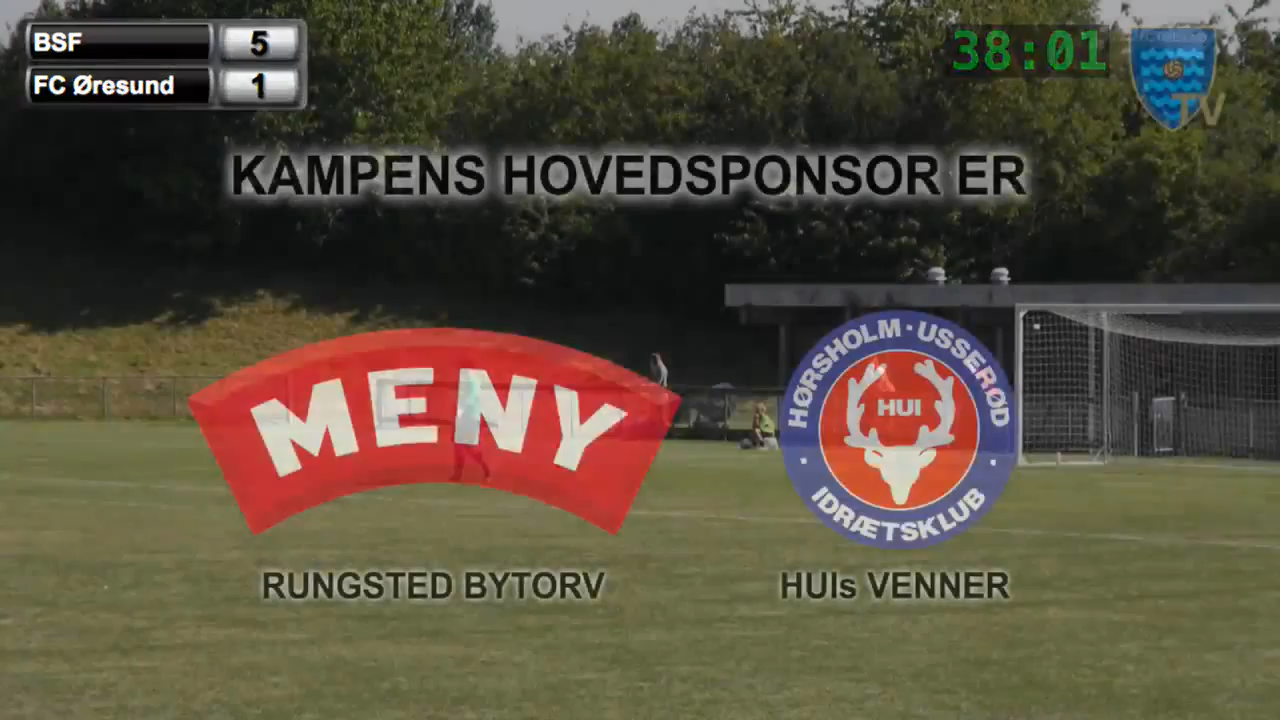 BSF 5
FC Øresund 1
38:01
TV
KAMPENS HOVEDSPONSOR ER
MENY
HØRSHOLM · USSERØD
HUI
IDRÆTSKLUB
RUNGSTED BYTORV
HUIs VENNER